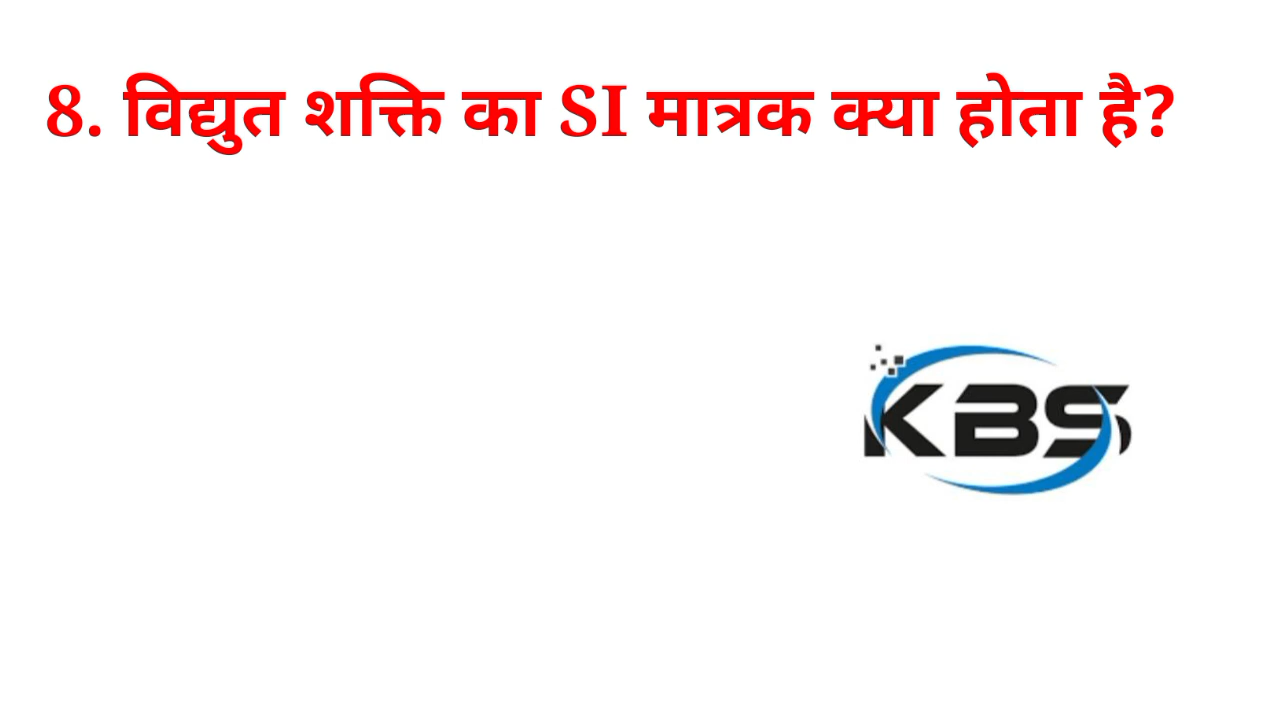 8. विद्युत शक्ति का SI मात्रक क्या होता है?
KBS